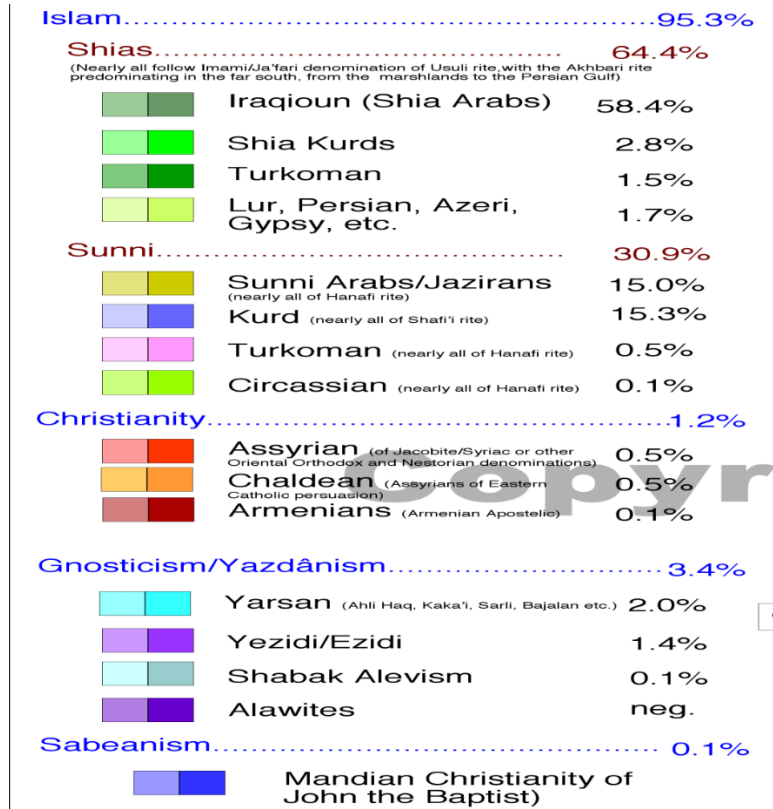 Islam..........................................................95.3%
Shias............................................... 64.4%
(Nearly all follow Imami/Ja'fari denomination of Usuli rite,with the Akhbari rite
predominating in the far south, from the marshlands to the Persian Gulf)
Iraqioun (Shia Arabs) 58.4%
Shia Kurds 2.8%
Turkoman 1.5%
Lur, Persian, Azeri,
Gypsy, etc. 1.7%
Sunni............................................... 30.9%
Sunni Arabs/Jazirans 15.0%
(nearly all of Hanafi rite)
Kurd (nearly all of Shafi'i rite) 15.3%
Turkoman (nearly all of Hanafi rite) 0.5%
Circassian (nearly all of Hanafi rite) 0.1%
Christianity.....................................................1.2%
Assyrian (of Jacobite/Syriac or other
Oriental Orthodox and Nestorian denominations) 0.5%
Chaldean (Assyrians of Eastern
Catholic persuasion) 0.5%
Armenians (Armenian Apostelic) 0.1%
Copyr
Gnosticism/Yazdânism.............................3.4%
Yarsan (Ahli Haq, Kaka'i, Sarli, Bajalan etc.) 2.0%
Yezidi/Ezidi 1.4%
Shabak Alevism 0.1%
Alawites neg.
Sabeanism.................................................... 0.1%
Mandian Christianity of
John the Baptist)